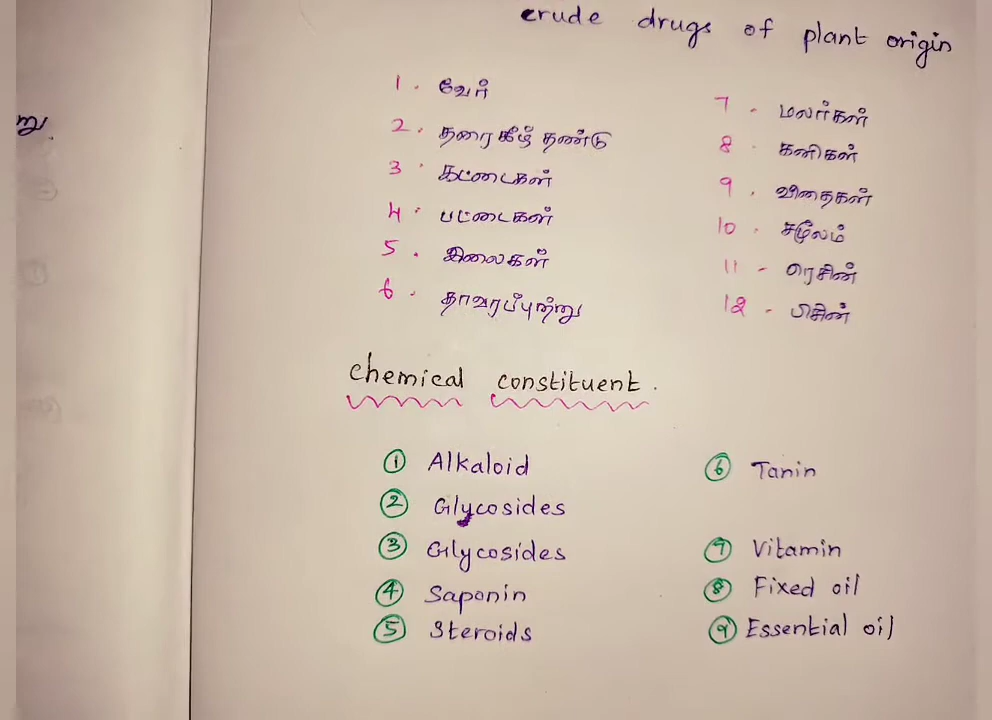 crude drugs of plant origin
று.
1. வேர்
2. தரைகீழ் தண்டு
3. கட்டைகள்
4. பட்டைகள்
5. இலைகள்
6. தாவரப்புற்று
7. மலர்கள்
8. கனிகள்
9. விதைகள்
10. சமூலம்
11 - ரெசின்
12 - பிசின்
chemical constituent.
1 Alkaloid
2 Glycosides
3 Glycosides
4 Saponin
5 Steroids
6 Tanin
7 Vitamin
8 Fixed oil
9 Essential oil